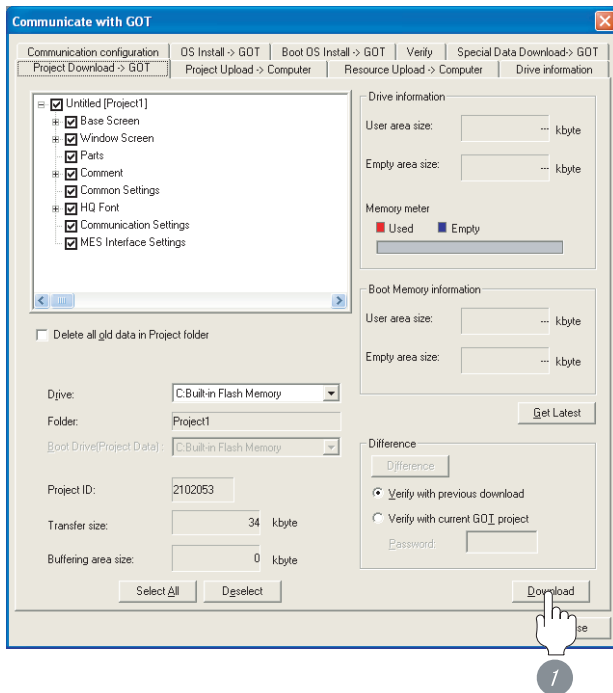 Communicate with GOT
Communication configuration OS Install -> GOT Boot OS Install -> GOT Verify Special Data Download-> GOT
Project Download -> GOT Project Upload -> Computer Resource Upload -> Computer Drive information
Untitled [Project1]
Base Screen
Window Screen
Parts
Comment
Common Settings
HQ Font
Communication Settings
MES Interface Settings
Delete all old data in Project folder
Drive: C:Built-in Flash Memory
Folder: Project1
Boot Drive(Project Data) : C:Built-in Flash Memory
Project ID: 2102053
Transfer size: 34 kbyte
Buffering area size: 0 kbyte
Select All Deselect
Drive information
User area size: --- kbyte
Empty area size: --- kbyte
Memory meter
Used Empty
Boot Memory information
User area size: --- kbyte
Empty area size: --- kbyte
Get Latest
Difference
Difference
Verify with previous download
Verify with current GOT project
Password:
Download
se
1